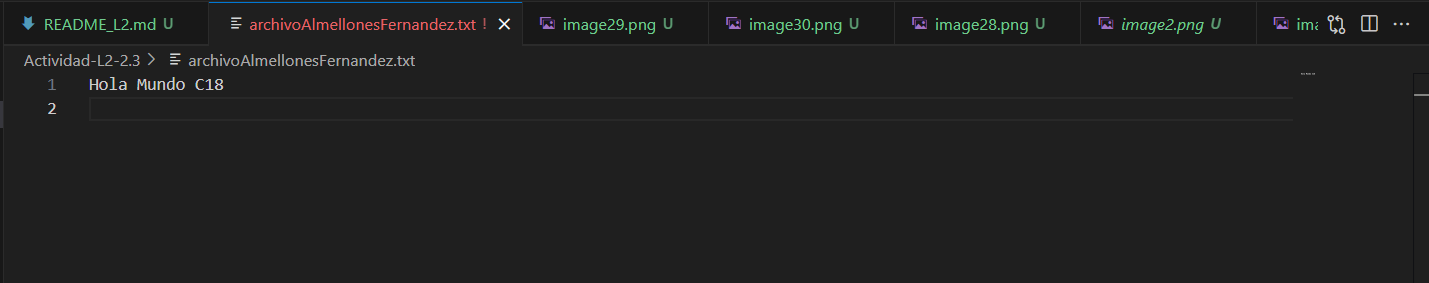 README_L2.md U archivoAlmellonesFernandez.txt ! image29.png U image30.png U image28.png U image2.png U ima
Actividad-L2-2.3 > archivoAlmellonesFernandez.txt
1 Hola Mundo C18
2